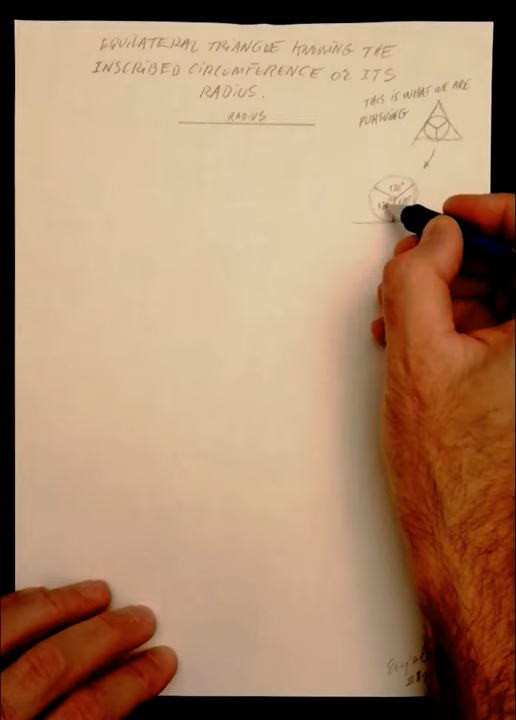 EQUILATERAL TRIANGLE KNOWING THE
INSCRIBED CIRCUMFERENCE OR ITS
RADIUS.
RADIUS
THIS IS WHAT WE ARE
PURSUING
120°